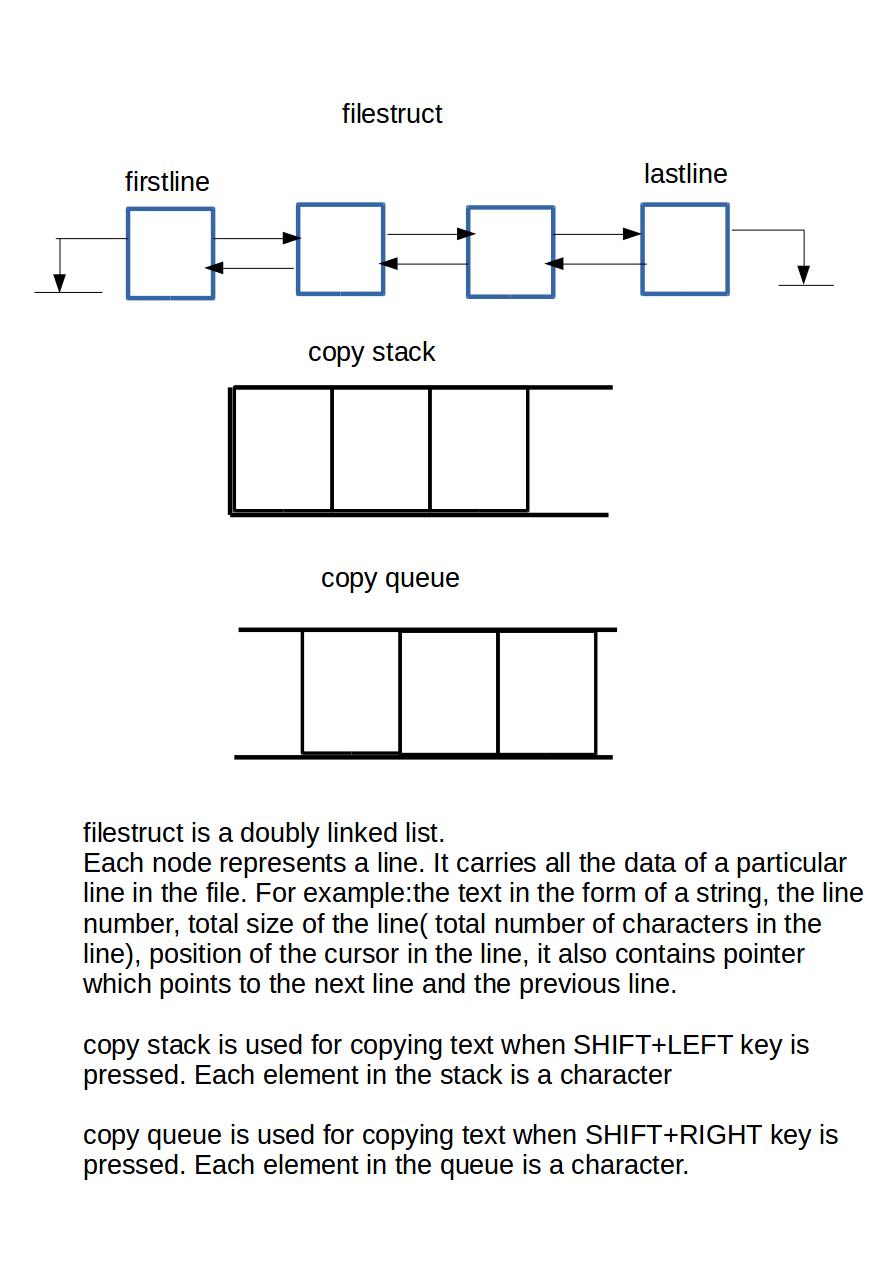 filestruct
firstline
lastline
copy stack
copy queue
filestruct is a doubly linked list.
Each node represents a line. It carries all the data of a particular
line in the file. For example:the text in the form of a string, the line
number, total size of the line( total number of characters in the
line), position of the cursor in the line, it also contains pointer
which points to the next line and the previous line.
copy stack is used for copying text when SHIFT+LEFT key is
pressed. Each element in the stack is a character
copy queue is used for copying text when SHIFT+RIGHT key is
pressed. Each element in the queue is a character.